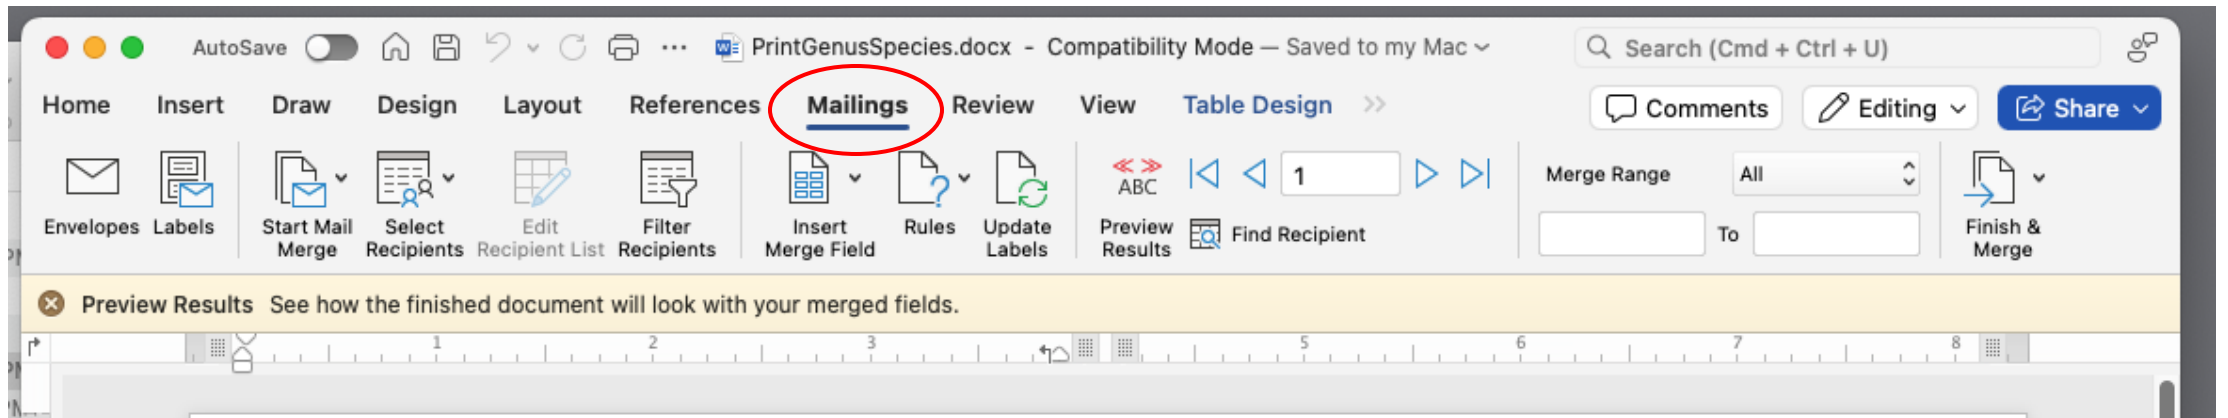 AutoSave PrintGenusSpecies.docx - Compatibility Mode — Saved to my Mac Search (Cmd + Ctrl + U)
Home Insert Draw Design Layout References Mailings Review View Table Design >> Comments Editing Share
ABC 1 Merge Range All
Envelopes Labels Start Mail Merge Select Recipients Edit Recipient List Filter Recipients Insert Merge Field Rules Update Labels Preview Results Find Recipient To Finish & Merge
Preview Results See how the finished document will look with your merged fields.
1 2 3 5 6 7 8